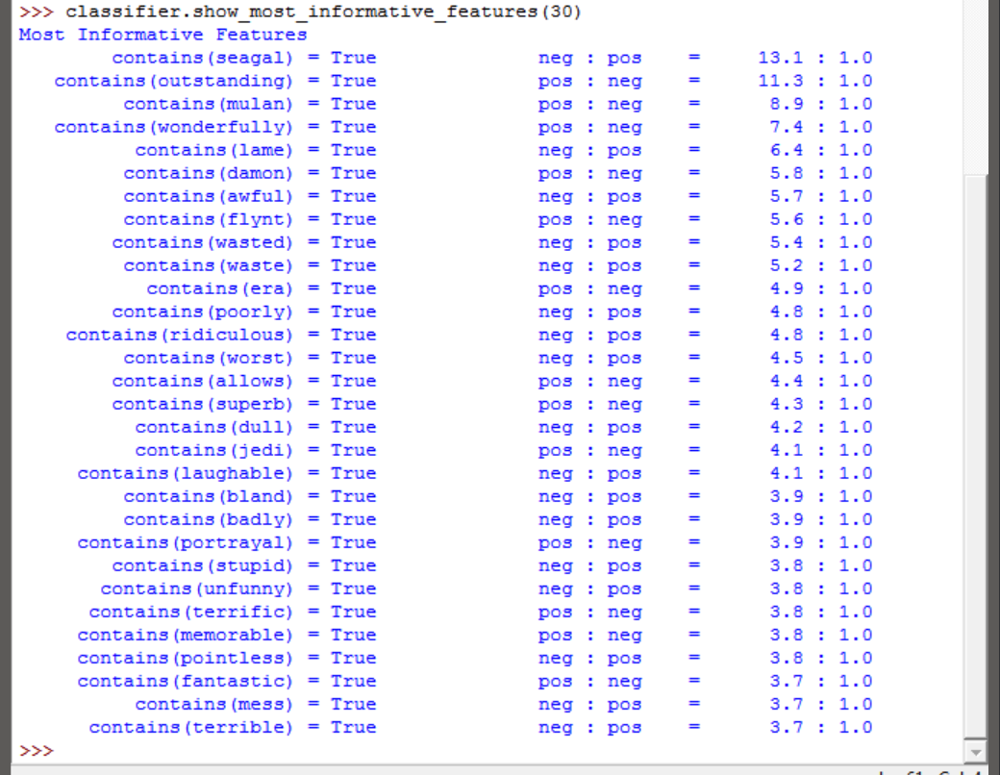 >>> classifier.show_most_informative_features(30)
Most Informative Features
contains(seagal) = True neg : pos = 13.1 : 1.0
contains(outstanding) = True pos : neg = 11.3 : 1.0
contains(mulan) = True pos : neg = 8.9 : 1.0
contains(wonderfully) = True pos : neg = 7.4 : 1.0
contains(lame) = True neg : pos = 6.4 : 1.0
contains(damon) = True pos : neg = 5.8 : 1.0
contains(awful) = True neg : pos = 5.7 : 1.0
contains(flynt) = True pos : neg = 5.6 : 1.0
contains(wasted) = True neg : pos = 5.4 : 1.0
contains(waste) = True neg : pos = 5.2 : 1.0
contains(era) = True pos : neg = 4.9 : 1.0
contains(poorly) = True neg : pos = 4.8 : 1.0
contains(ridiculous) = True neg : pos = 4.8 : 1.0
contains(worst) = True neg : pos = 4.5 : 1.0
contains(allows) = True pos : neg = 4.4 : 1.0
contains(superb) = True pos : neg = 4.3 : 1.0
contains(dull) = True neg : pos = 4.2 : 1.0
contains(jedi) = True pos : neg = 4.1 : 1.0
contains(laughable) = True neg : pos = 4.1 : 1.0
contains(bland) = True neg : pos = 3.9 : 1.0
contains(badly) = True neg : pos = 3.9 : 1.0
contains(portrayal) = True pos : neg = 3.9 : 1.0
contains(stupid) = True neg : pos = 3.8 : 1.0
contains(unfunny) = True neg : pos = 3.8 : 1.0
contains(terrific) = True pos : neg = 3.8 : 1.0
contains(memorable) = True pos : neg = 3.8 : 1.0
contains(pointless) = True neg : pos = 3.8 : 1.0
contains(fantastic) = True pos : neg = 3.7 : 1.0
contains(mess) = True neg : pos = 3.7 : 1.0
contains(terrible) = True neg : pos = 3.7 : 1.0
>>>